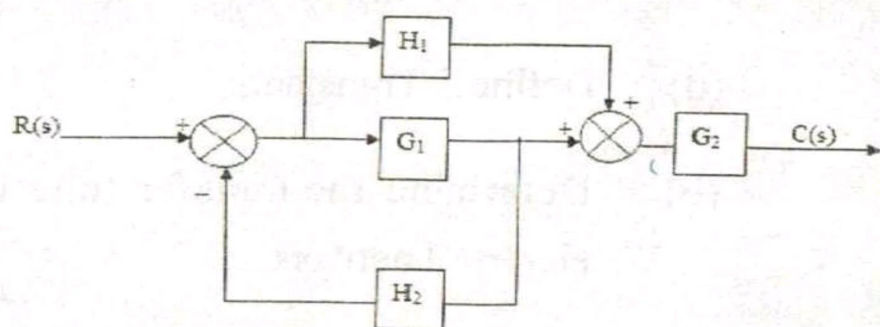 H₁
+
R(s)
+
G₁
+
G₂
C(s)
−
H₂